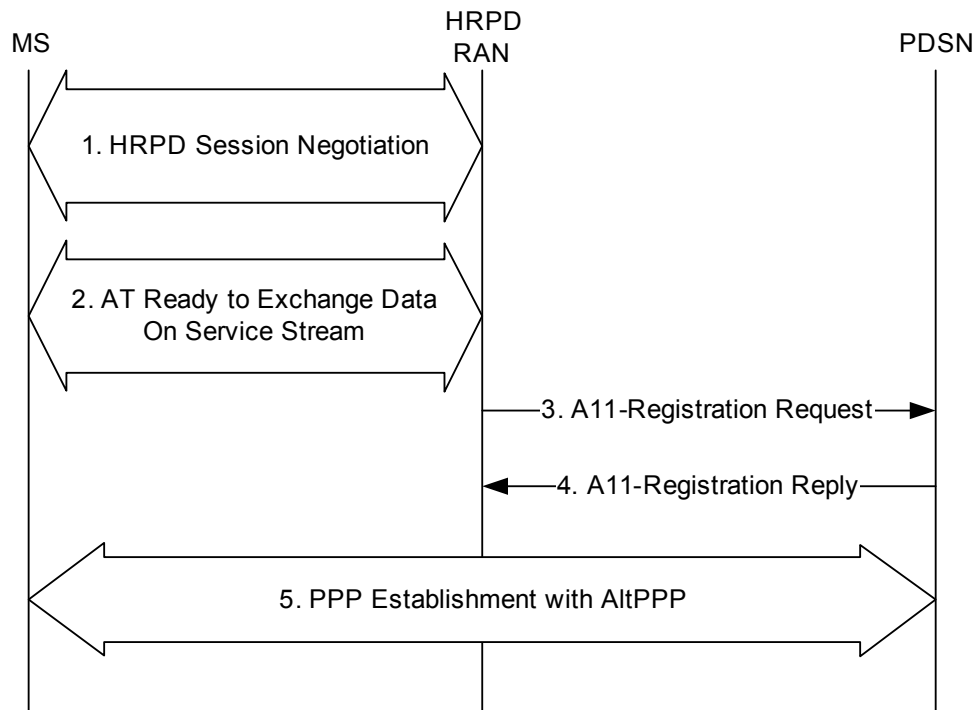 MS
HRPD
RAN
PDSN
1. HRPD Session Negotiation
2. AT Ready to Exchange Data
On Service Stream
3. A11-Registration Request
4. A11-Registration Reply
5. PPP Establishment with AltPPP